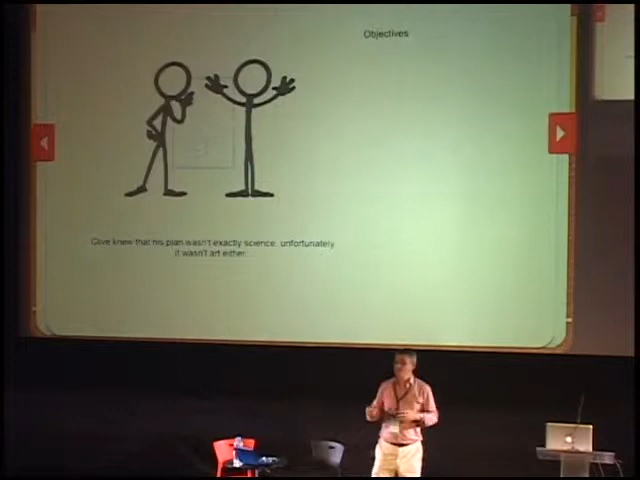 Objectives
Clive knew that his plan wasn't exactly science, unfortunately
it wasn't art either...